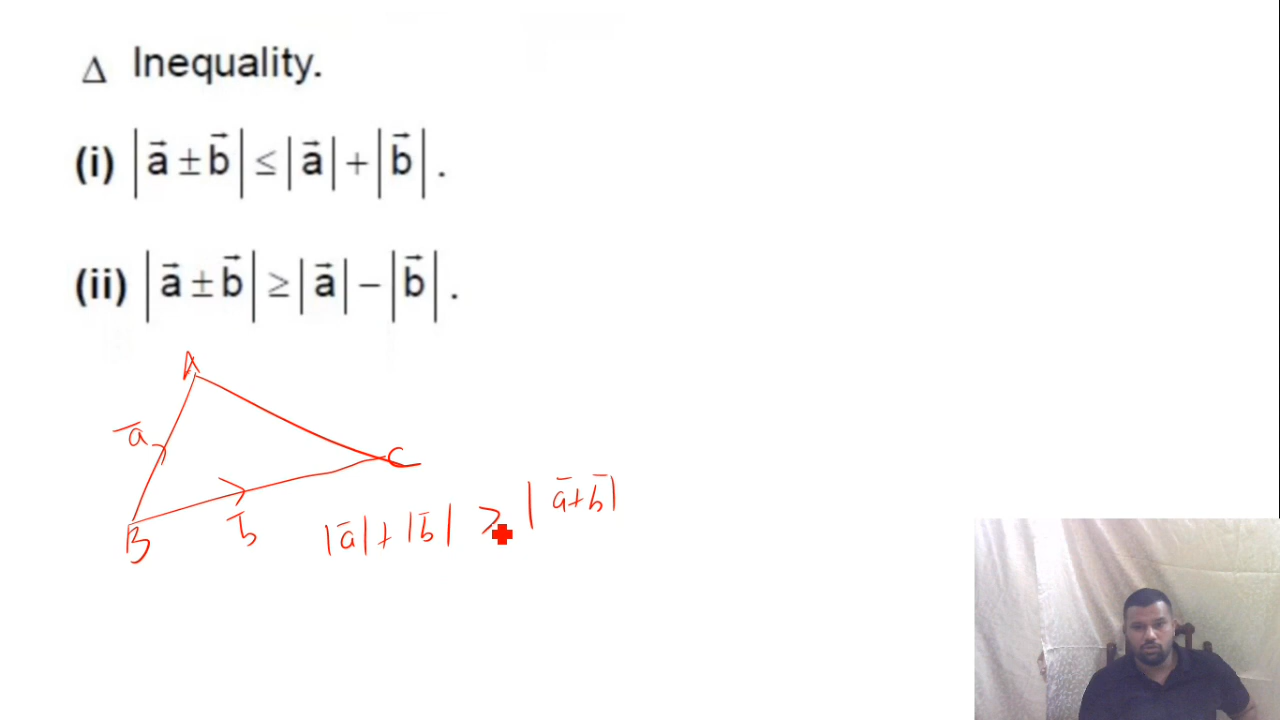 Δ Inequality.
(i) |a⃗ ± b⃗| ≤ |a⃗| + |b⃗|.
(ii) |a⃗ ± b⃗| ≥ |a⃗| − |b⃗|.
A
a̅
C
B
b̅
|a̅| + |b̅| > |a̅+b̅|